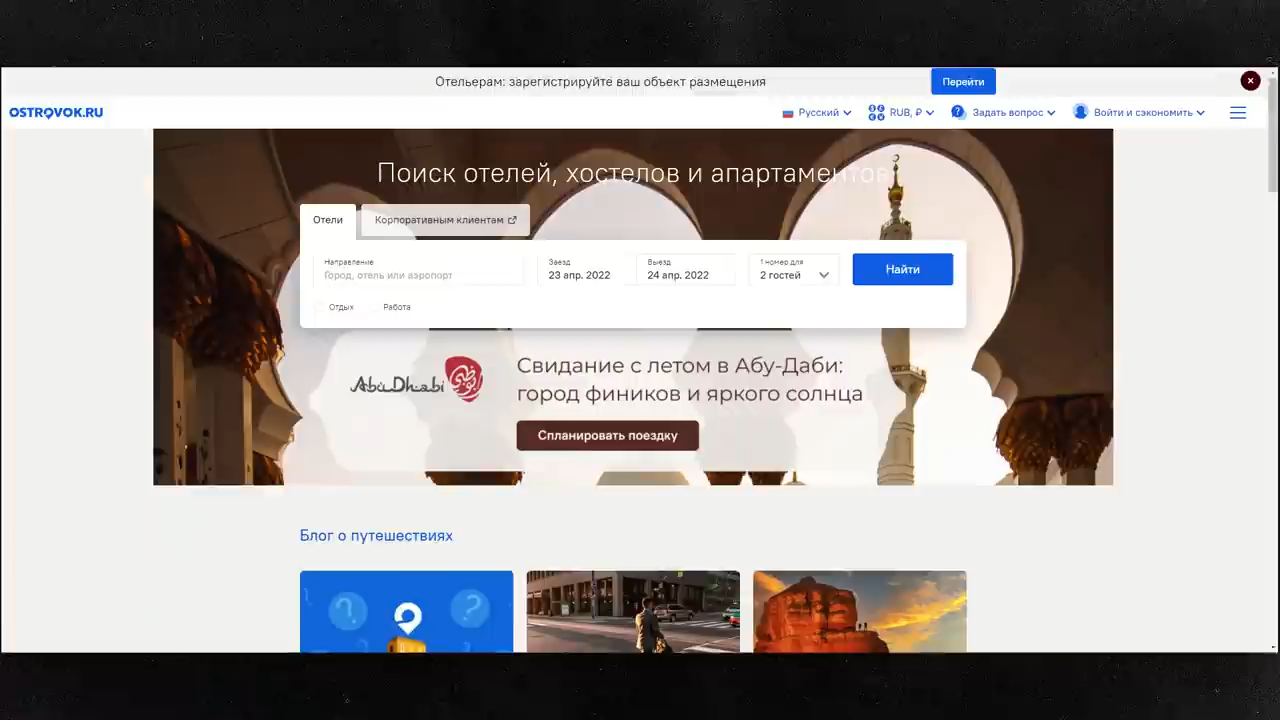 Отельерам: зарегистрируйте ваш объект размещения
Перейти
OSTROVOK.RU
Русский
RUB, ₽
Задать вопрос
Войти и сэкономить
Поиск отелей, хостелов и апартаментов
Отели
Корпоративным клиентам
Направление
Город, отель или аэропорт
Заезд
23 апр. 2022
Выезд
24 апр. 2022
1 номер для
2 гостей
Найти
Отдых
Работа
Abu Dhabi
أبوظبي
Свидание с летом в Абу-Даби:
город фиников и яркого солнца
Спланировать поездку
Блог о путешествиях